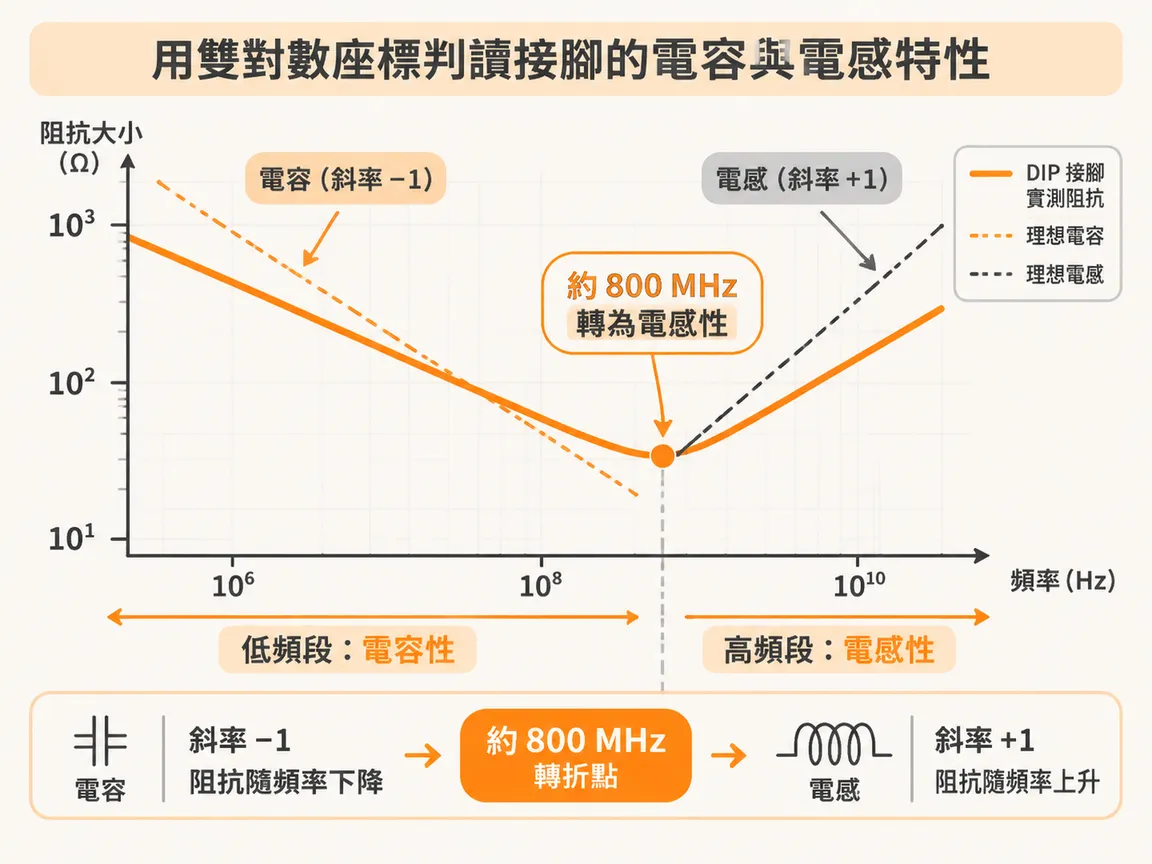 用雙對數座標判讀接腳的電容與電感特性
阻抗大小
(Ω)
10³
10²
10¹
電容 (斜率 −1)
電感 (斜率 +1)
約 800 MHz
轉為電感性
DIP 接腳
實測阻抗
理想電容
理想電感
10⁶
10⁸
10¹⁰
頻率 (Hz)
低頻段：電容性
高頻段：電感性
電容
斜率 −1
阻抗隨頻率下降
約 800 MHz
轉折點
電感
斜率 +1
阻抗隨頻率上升